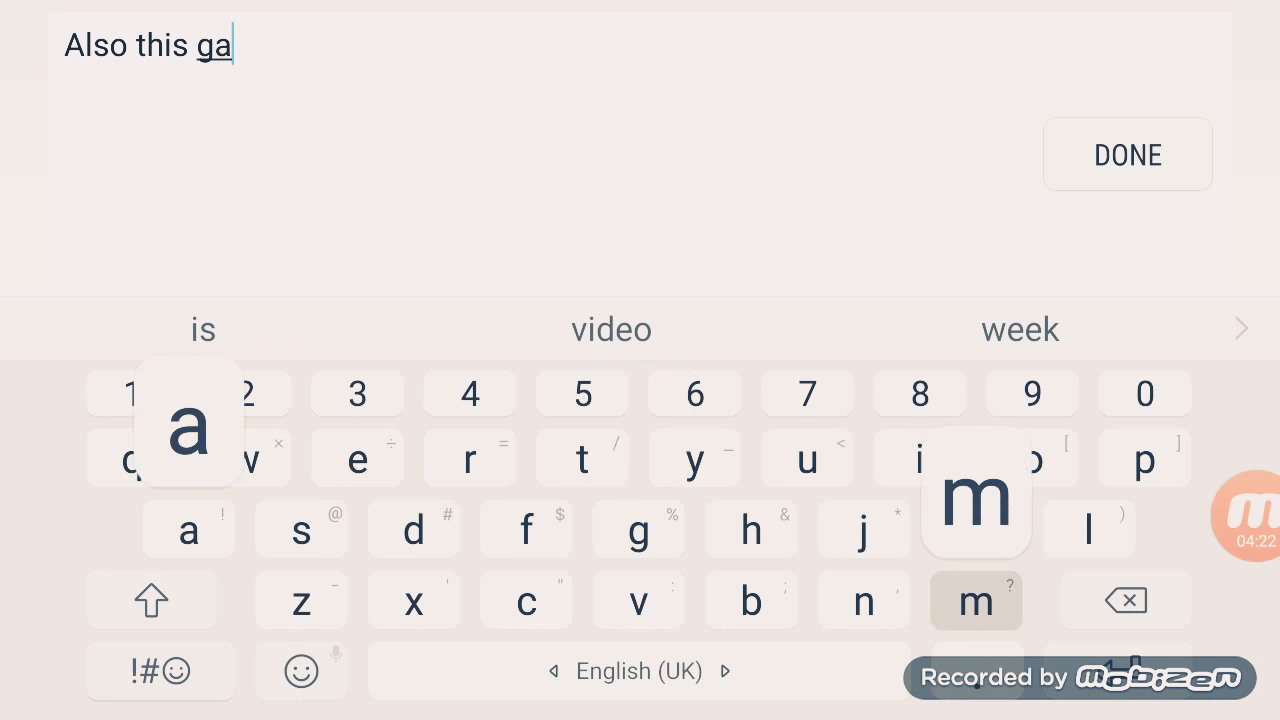 Also this ga
DONE
is video week
1 2 3 4 5 6 7 8 9 0
a
q w × e ÷ r = t / y _ u < i o [ p ]
m
a ! s @ d # f $ g % h & j * l )
z - x ' c " v : b ; n , m ?
04:22
!#☺ English (UK)
Recorded by mobizen